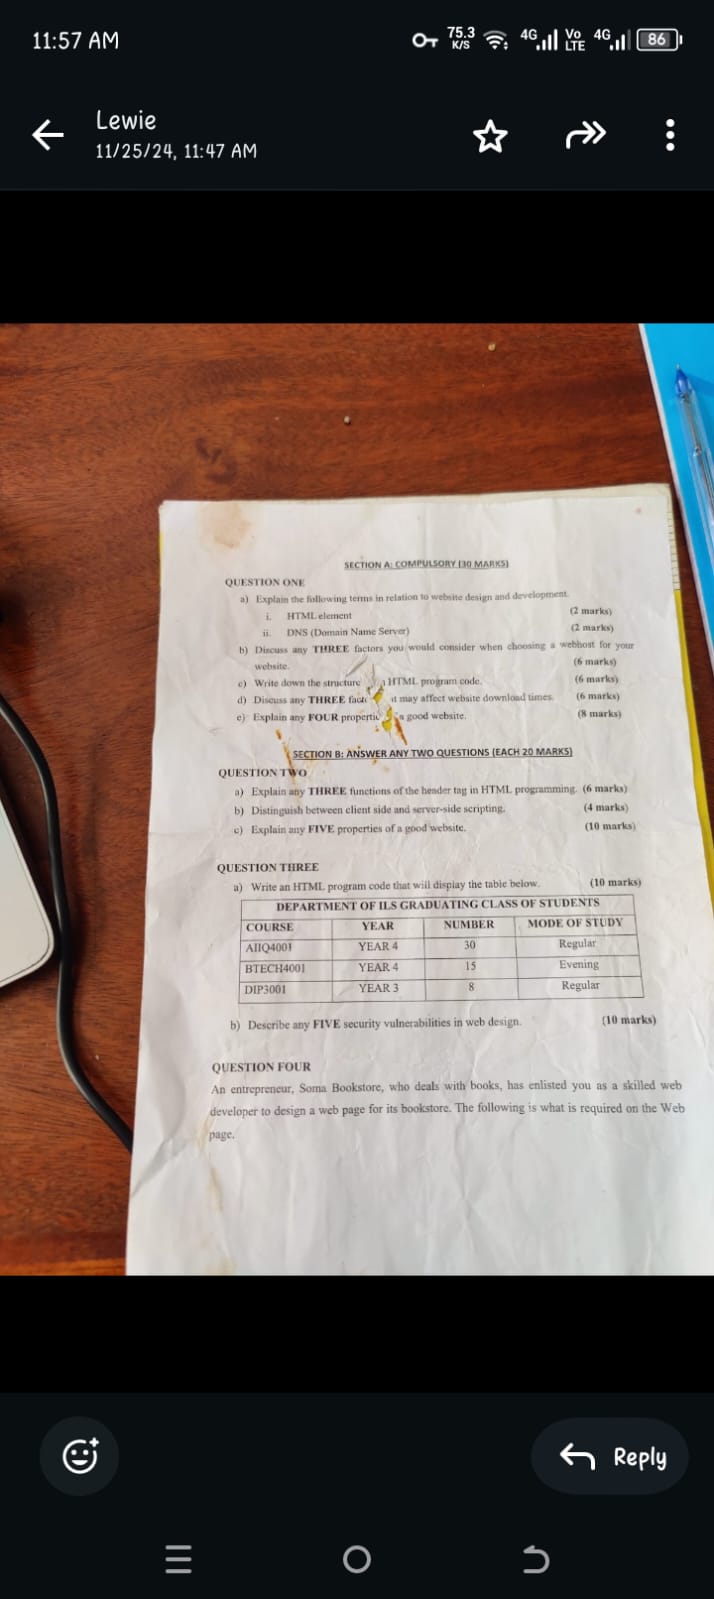 11:57 AM
75.3 K/S 4G Vo LTE 4G 86
Lewie
11/25/24, 11:47 AM
SECTION A: COMPULSORY (30 MARKS)
QUESTION ONE
a) Explain the following terms in relation to website design and development.
i. HTML element (2 marks)
ii. DNS (Domain Name Server) (2 marks)
b) Discuss any THREE factors you would consider when choosing a webhost for your
website. (6 marks)
c) Write down the structure HTML program code. (6 marks)
d) Discuss any THREE it may affect website download times. (6 marks)
e) Explain any FOUR a good website. (8 marks)
SECTION B: ANSWER ANY TWO QUESTIONS (EACH 20 MARKS)
QUESTION TWO
a) Explain any THREE functions of the header tag in HTML programming. (6 marks)
b) Distinguish between client side and server-side scripting. (4 marks)
c) Explain any FIVE properties of a good website. (10 marks)
QUESTION THREE
a) Write an HTML program code that will display the table below. (10 marks)
DEPARTMENT OF ILS GRADUATING CLASS OF STUDENTS
COURSE YEAR NUMBER MODE OF STUDY
AIIQ4001 YEAR 4 30 Regular
BTECH4001 YEAR 4 15 Evening
DIP3001 YEAR 3 8 Regular
b) Describe any FIVE security vulnerabilities in web design. (10 marks)
QUESTION FOUR
An entrepreneur, Soma Bookstore, who deals with books, has enlisted you as a skilled web
developer to design a web page for its bookstore. The following is what is required on the Web
page.
Reply